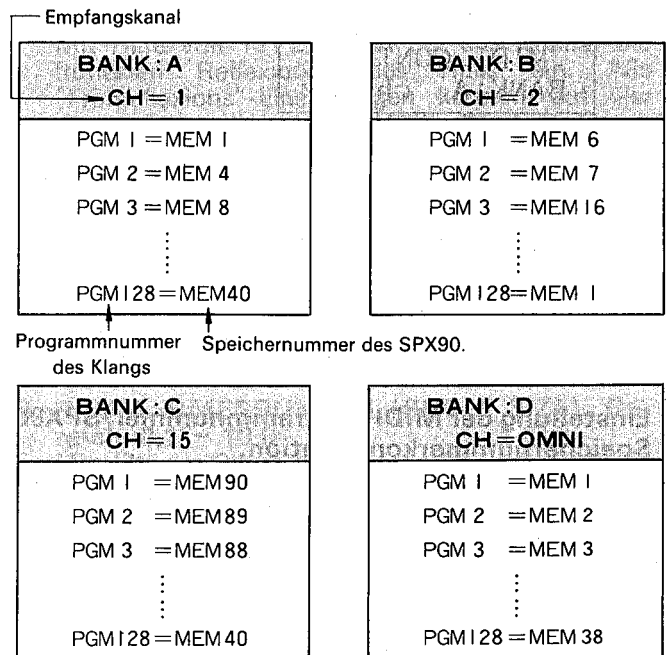 Empfangskanal
BANK:A
CH=1
PGM 1=MEM 1
PGM 2=MEM 4
PGM 3=MEM 8
PGM128=MEM40
BANK:B
CH=2
PGM 1=MEM 6
PGM 2=MEM 7
PGM 3=MEM16
PGM128=MEM 1
Programmnummer des Klangs
Speichernummer des SPX90.
BANK:C
CH=15
PGM 1=MEM90
PGM 2=MEM89
PGM 3=MEM88
PGM128=MEM40
BANK:D
CH=OMNI
PGM 1=MEM 1
PGM 2=MEM 2
PGM 3=MEM 3
PGM128=MEM38